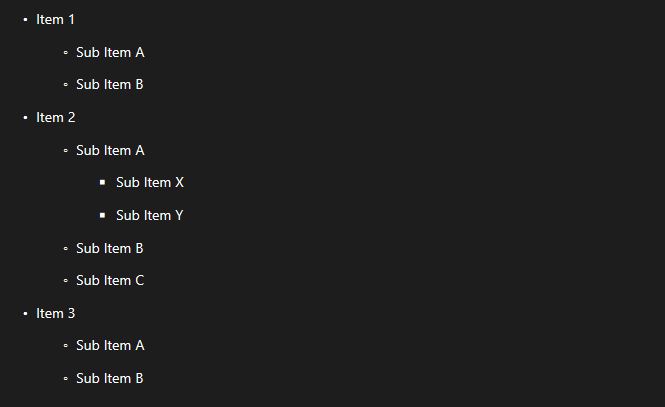 • Item 1
◦ Sub Item A
◦ Sub Item B
• Item 2
◦ Sub Item A
▪ Sub Item X
▪ Sub Item Y
◦ Sub Item B
◦ Sub Item C
• Item 3
◦ Sub Item A
◦ Sub Item B